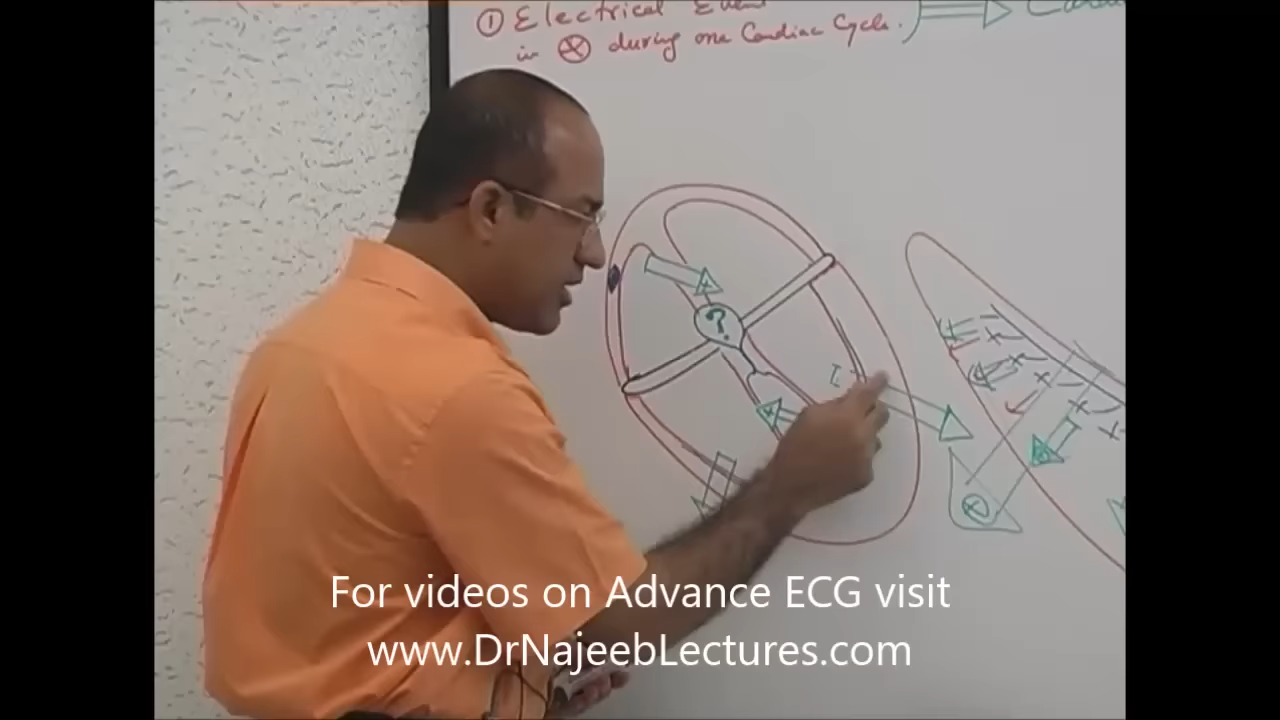 ① Electrical
in during one Cardiac Cycle.
?
For videos on Advance ECG visit
www.DrNajeebLectures.com